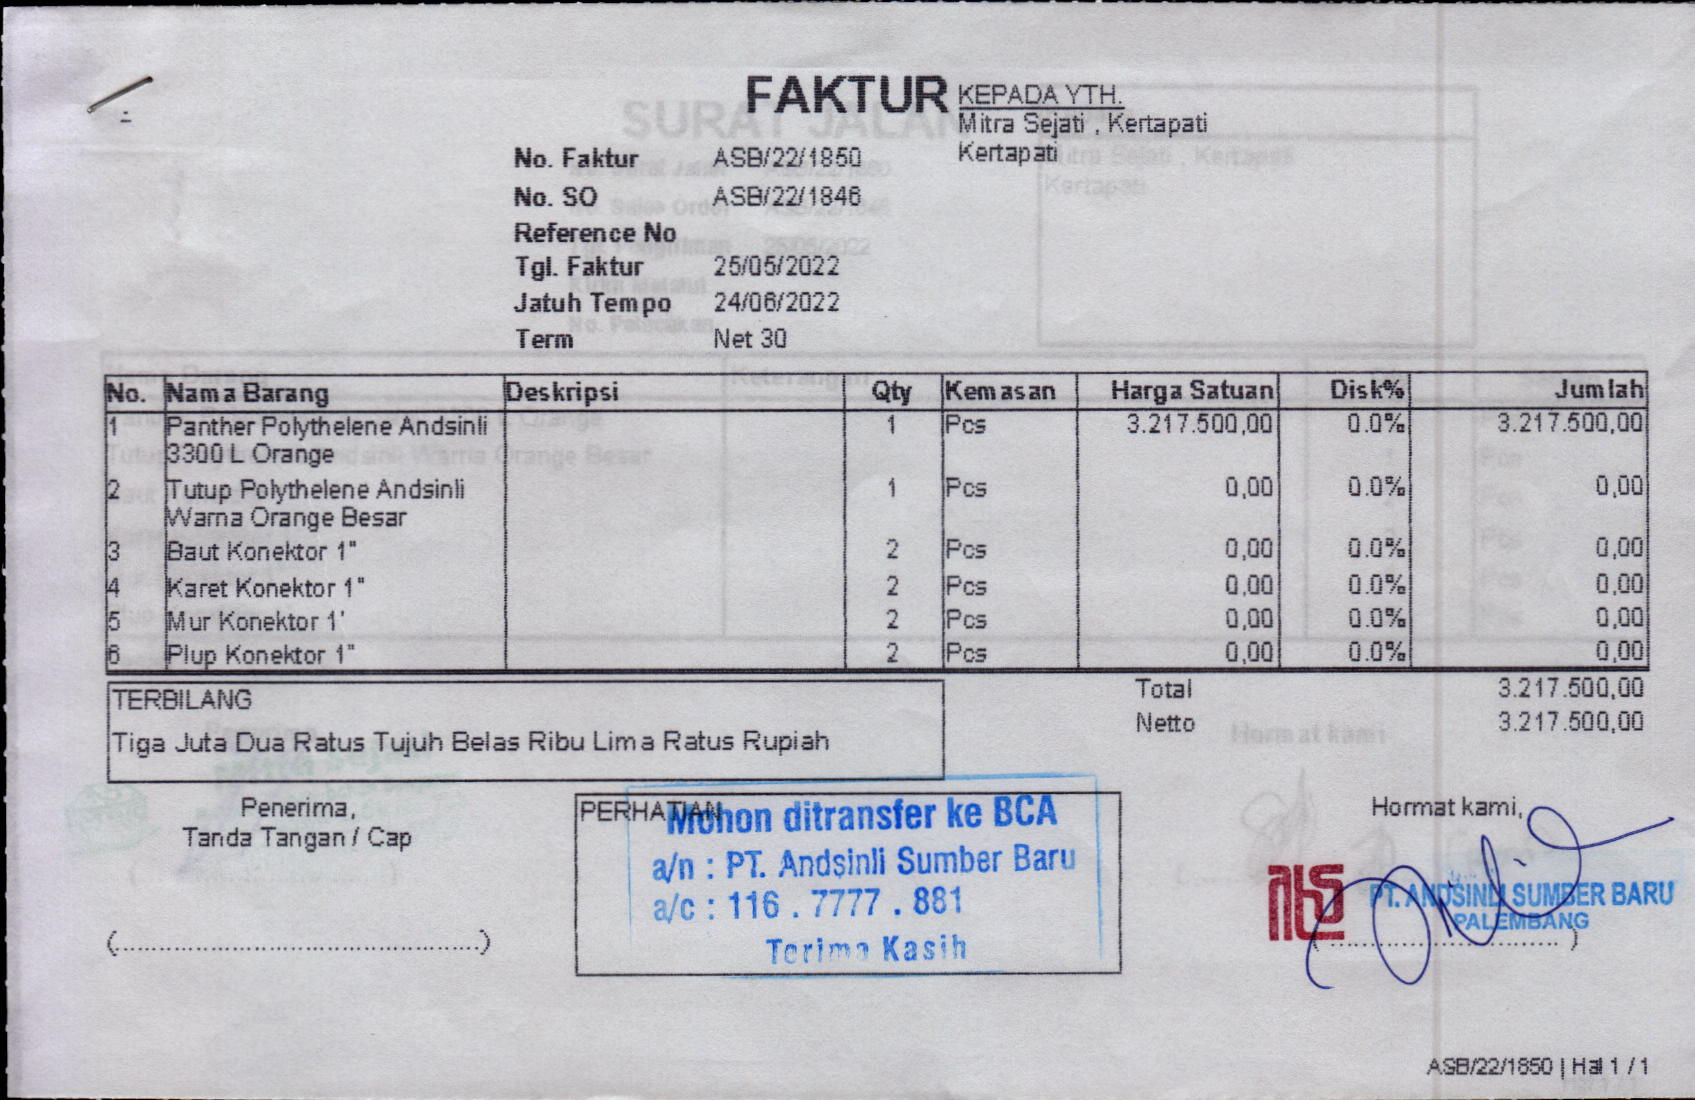 FAKTUR
KEPADA YTH.
Mitra Sejati , Kertapati
Kertapati
No. Faktur ASB/22/1850
No. SO ASB/22/1846
Reference No
Tgl. Faktur 25/05/2022
Jatuh Tempo 24/06/2022
Term Net 30
No. Nama Barang Deskripsi Qty Kemasan Harga Satuan Disk% Jumlah
1 Panther Polythelene Andsinli 1 Pcs 3.217.500,00 0.0% 3.217.500,00
3300 L Orange
2 Tutup Polythelene Andsinli 1 Pcs 0,00 0.0% 0,00
Warna Orange Besar
3 Baut Konektor 1" 2 Pcs 0,00 0.0% 0,00
4 Karet Konektor 1" 2 Pcs 0,00 0.0% 0,00
5 Mur Konektor 1' 2 Pcs 0,00 0.0% 0,00
6 Plup Konektor 1" 2 Pcs 0,00 0.0% 0,00
TERBILANG
Tiga Juta Dua Ratus Tujuh Belas Ribu Lima Ratus Rupiah
Total 3.217.500,00
Netto 3.217.500,00
Penerima,
Tanda Tangan / Cap
(.............................................)
PERHATIAN
Mohon ditransfer ke BCA
a/n : PT. Andsinli Sumber Baru
a/c : 116 . 7777 . 881
Terima Kasih
Hormat kami,
PT. ANDSINLI SUMBER BARU
PALEMBANG
ASB/22/1850 | Hal 1 / 1